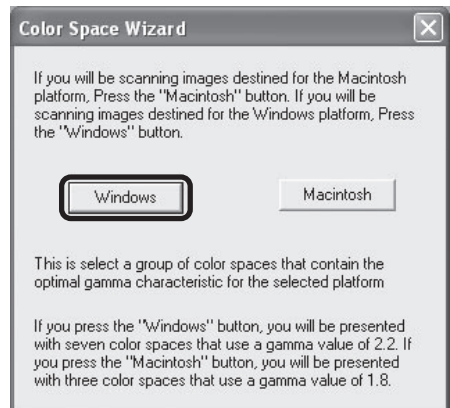 Color Space Wizard
If you will be scanning images destined for the Macintosh
platform, Press the "Macintosh" button. If you will be
scanning images destined for the Windows platform, Press
the "Windows" button.
Windows Macintosh
This is select a group of color spaces that contain the
optimal gamma characteristic for the selected platform
If you press the "Windows" button, you will be presented
with seven color spaces that use a gamma value of 2.2. If
you press the "Macintosh" button, you will be presented
with three color spaces that use a gamma value of 1.8.